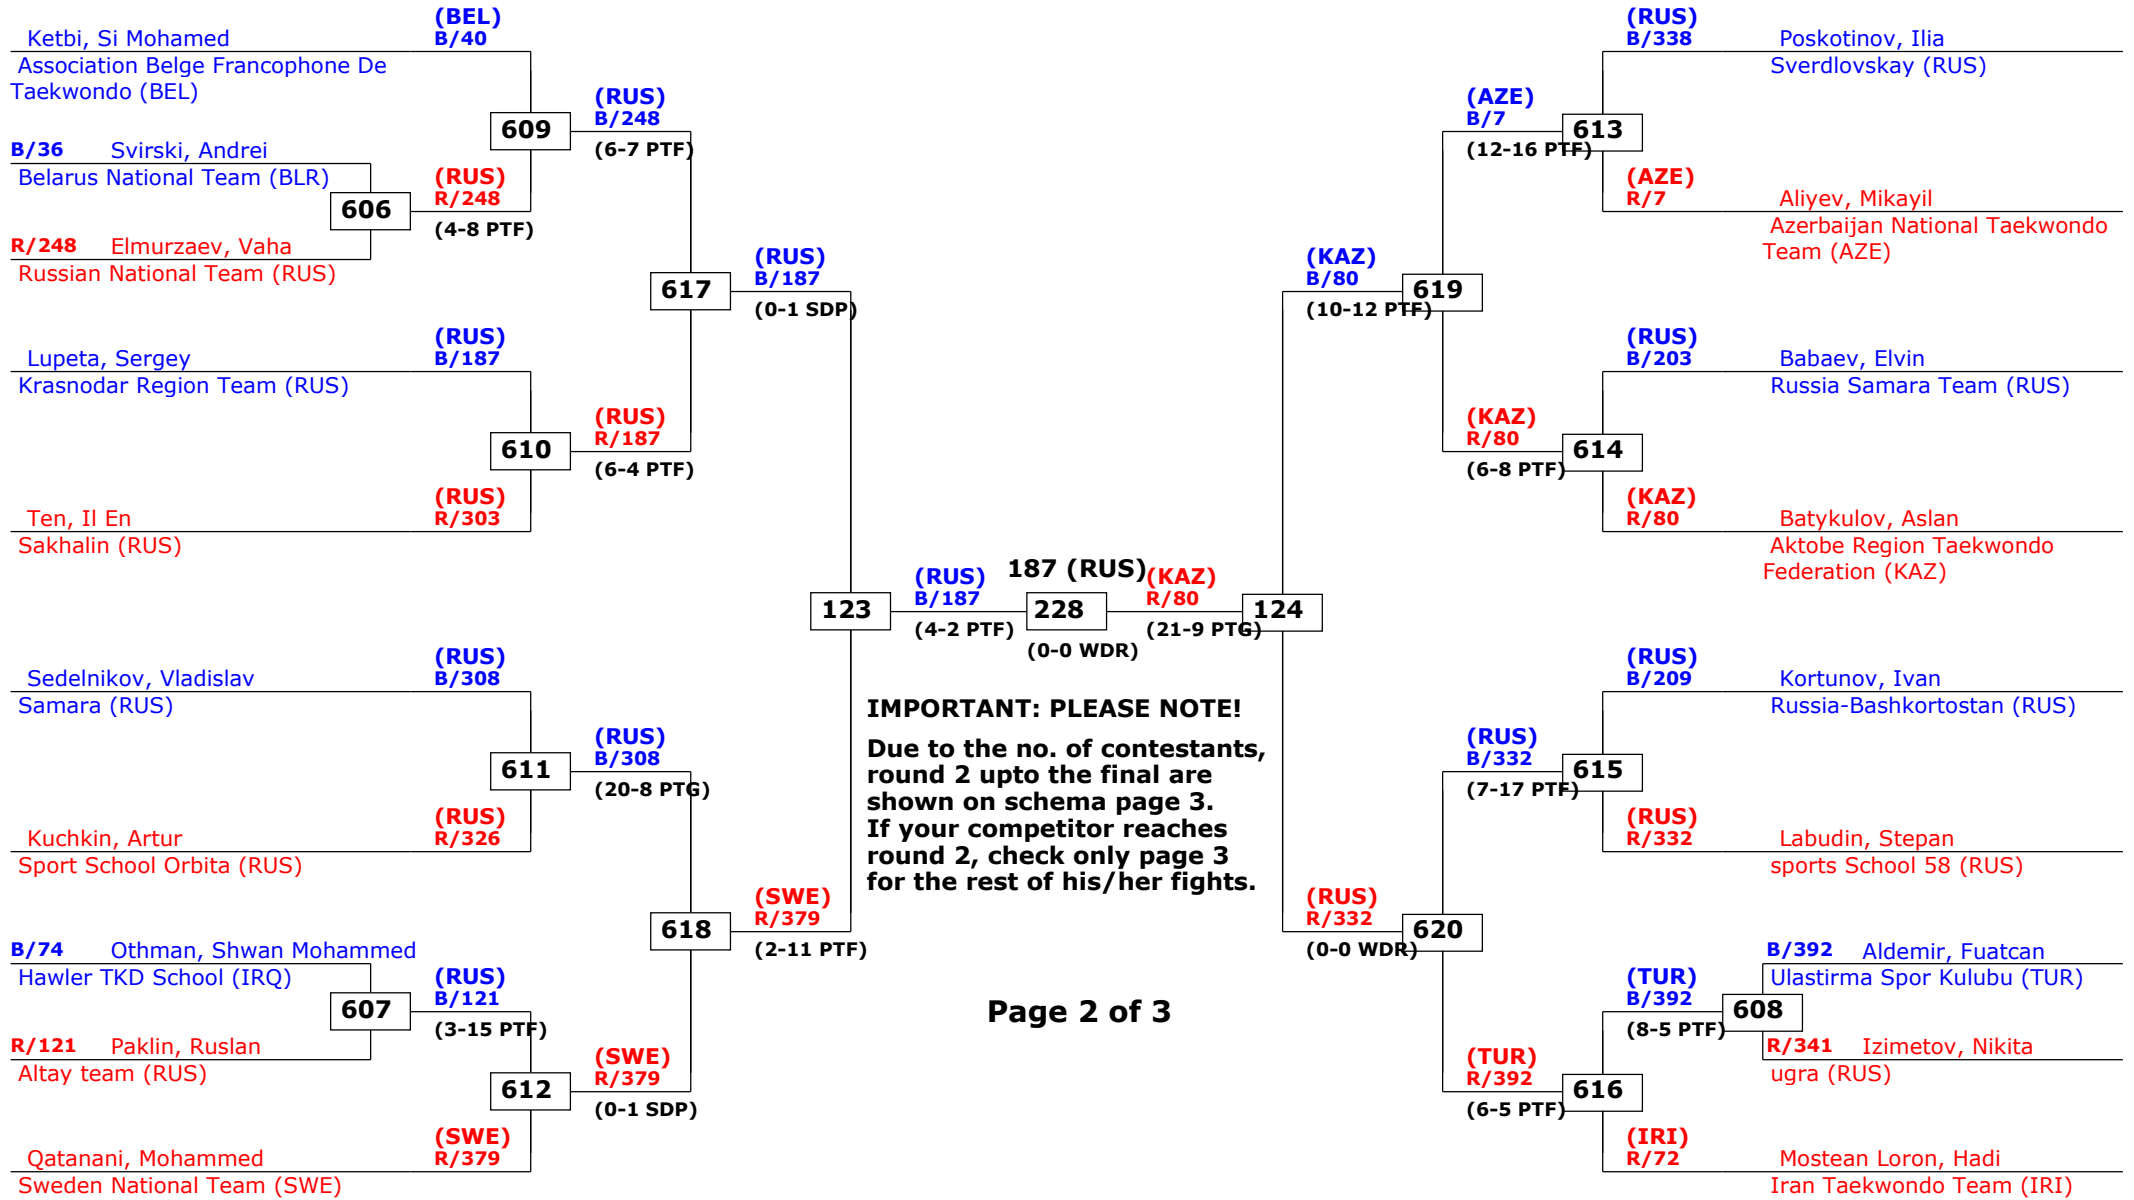 (BEL)
Ketbi, Si Mohamed B/40
Association Belge Francophone De
Taekwondo (BEL)
B/36 Svirski, Andrei
Belarus National Team (BLR)
606
(RUS)
R/248
(4-8 PTF)
R/248 Elmurzaev, Vaha
Russian National Team (RUS)
609
(RUS)
B/248
(6-7 PTF)
(RUS)
Lupeta, Sergey B/187
Krasnodar Region Team (RUS)
610
(RUS)
R/187
(6-4 PTF)
(RUS)
Ten, Il En R/303
Sakhalin (RUS)
617
(RUS)
B/187
(0-1 SDP)
(RUS)
Sedelnikov, Vladislav B/308
Samara (RUS)
611
(RUS)
B/308
(20-8 PTG)
(RUS)
Kuchkin, Artur R/326
Sport School Orbita (RUS)
618
(SWE)
R/379
(2-11 PTF)
B/74 Othman, Shwan Mohammed
Hawler TKD School (IRQ)
607
(RUS)
B/121
(3-15 PTF)
R/121 Paklin, Ruslan
Altay team (RUS)
612
(SWE)
R/379
(0-1 SDP)
(SWE)
Qatanani, Mohammed R/379
Sweden National Team (SWE)
123
(RUS)
B/187
(4-2 PTF)
187 (RUS)
228
(0-0 WDR)
(KAZ)
R/80
(21-9 PTG)
124
IMPORTANT: PLEASE NOTE!
Due to the no. of contestants,
round 2 upto the final are
shown on schema page 3.
If your competitor reaches
round 2, check only page 3
for the rest of his/her fights.
Page 2 of 3
(RUS)
B/338 Poskotinov, Ilia
Sverdlovskay (RUS)
(AZE)
B/7
(12-16 PTF)
613
(AZE)
R/7 Aliyev, Mikayil
Azerbaijan National Taekwondo
Team (AZE)
(KAZ)
B/80
(10-12 PTF)
619
(RUS)
B/203 Babaev, Elvin
Russia Samara Team (RUS)
(KAZ)
R/80
(6-8 PTF)
614
(KAZ)
R/80 Batykulov, Aslan
Aktobe Region Taekwondo
Federation (KAZ)
(RUS)
B/209 Kortunov, Ivan
Russia-Bashkortostan (RUS)
(RUS)
B/332
(7-17 PTF)
615
(RUS)
R/332 Labudin, Stepan
sports School 58 (RUS)
(RUS)
R/332
(0-0 WDR)
620
B/392 Aldemir, Fuatcan
Ulastirma Spor Kulubu (TUR)
(TUR)
B/392
(8-5 PTF)
608
R/341 Izimetov, Nikita
ugra (RUS)
(TUR)
R/392
(6-5 PTF)
616
(IRI)
R/72 Mostean Loron, Hadi
Iran Taekwondo Team (IRI)